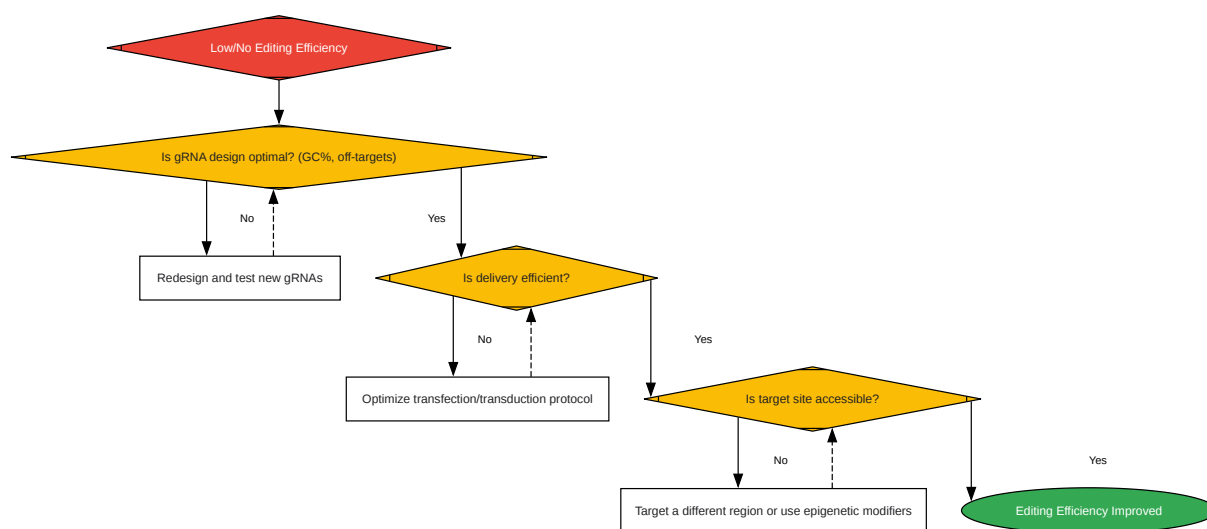 Low/No Editing Efficiency
Is gRNA design optimal? (GC%, off-targets)
No
Yes
Redesign and test new gRNAs
Is delivery efficient?
No
Yes
Optimize transfection/transduction protocol
Is target site accessible?
No
Yes
Target a different region or use epigenetic modifiers
Editing Efficiency Improved